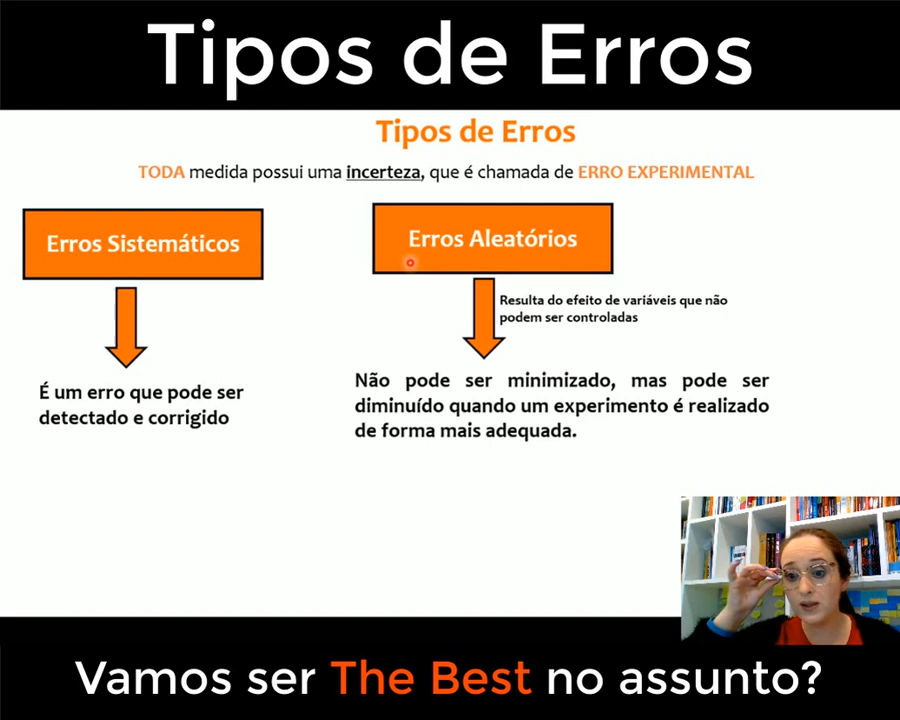 Tipos de Erros
Tipos de Erros
TODA medida possui uma incerteza, que é chamada de ERRO EXPERIMENTAL
Erros Sistemáticos
É um erro que pode ser
detectado e corrigido
Erros Aleatórios
Resulta do efeito de variáveis que não
podem ser controladas
Não pode ser minimizado, mas pode ser
diminuído quando um experimento é realizado
de forma mais adequada.
Vamos ser The Best no assunto?